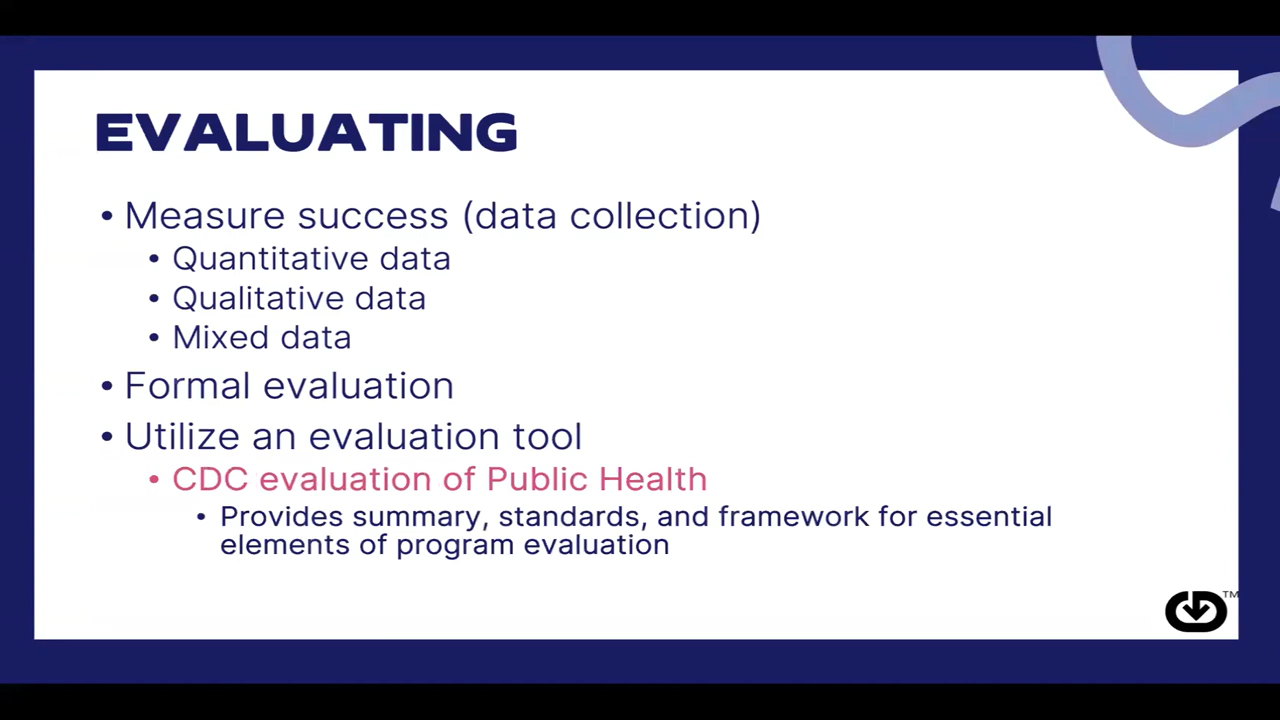 EVALUATING
• Measure success (data collection)
• Quantitative data
• Qualitative data
• Mixed data
• Formal evaluation
• Utilize an evaluation tool
• CDC evaluation of Public Health
• Provides summary, standards, and framework for essential
elements of program evaluation
TM